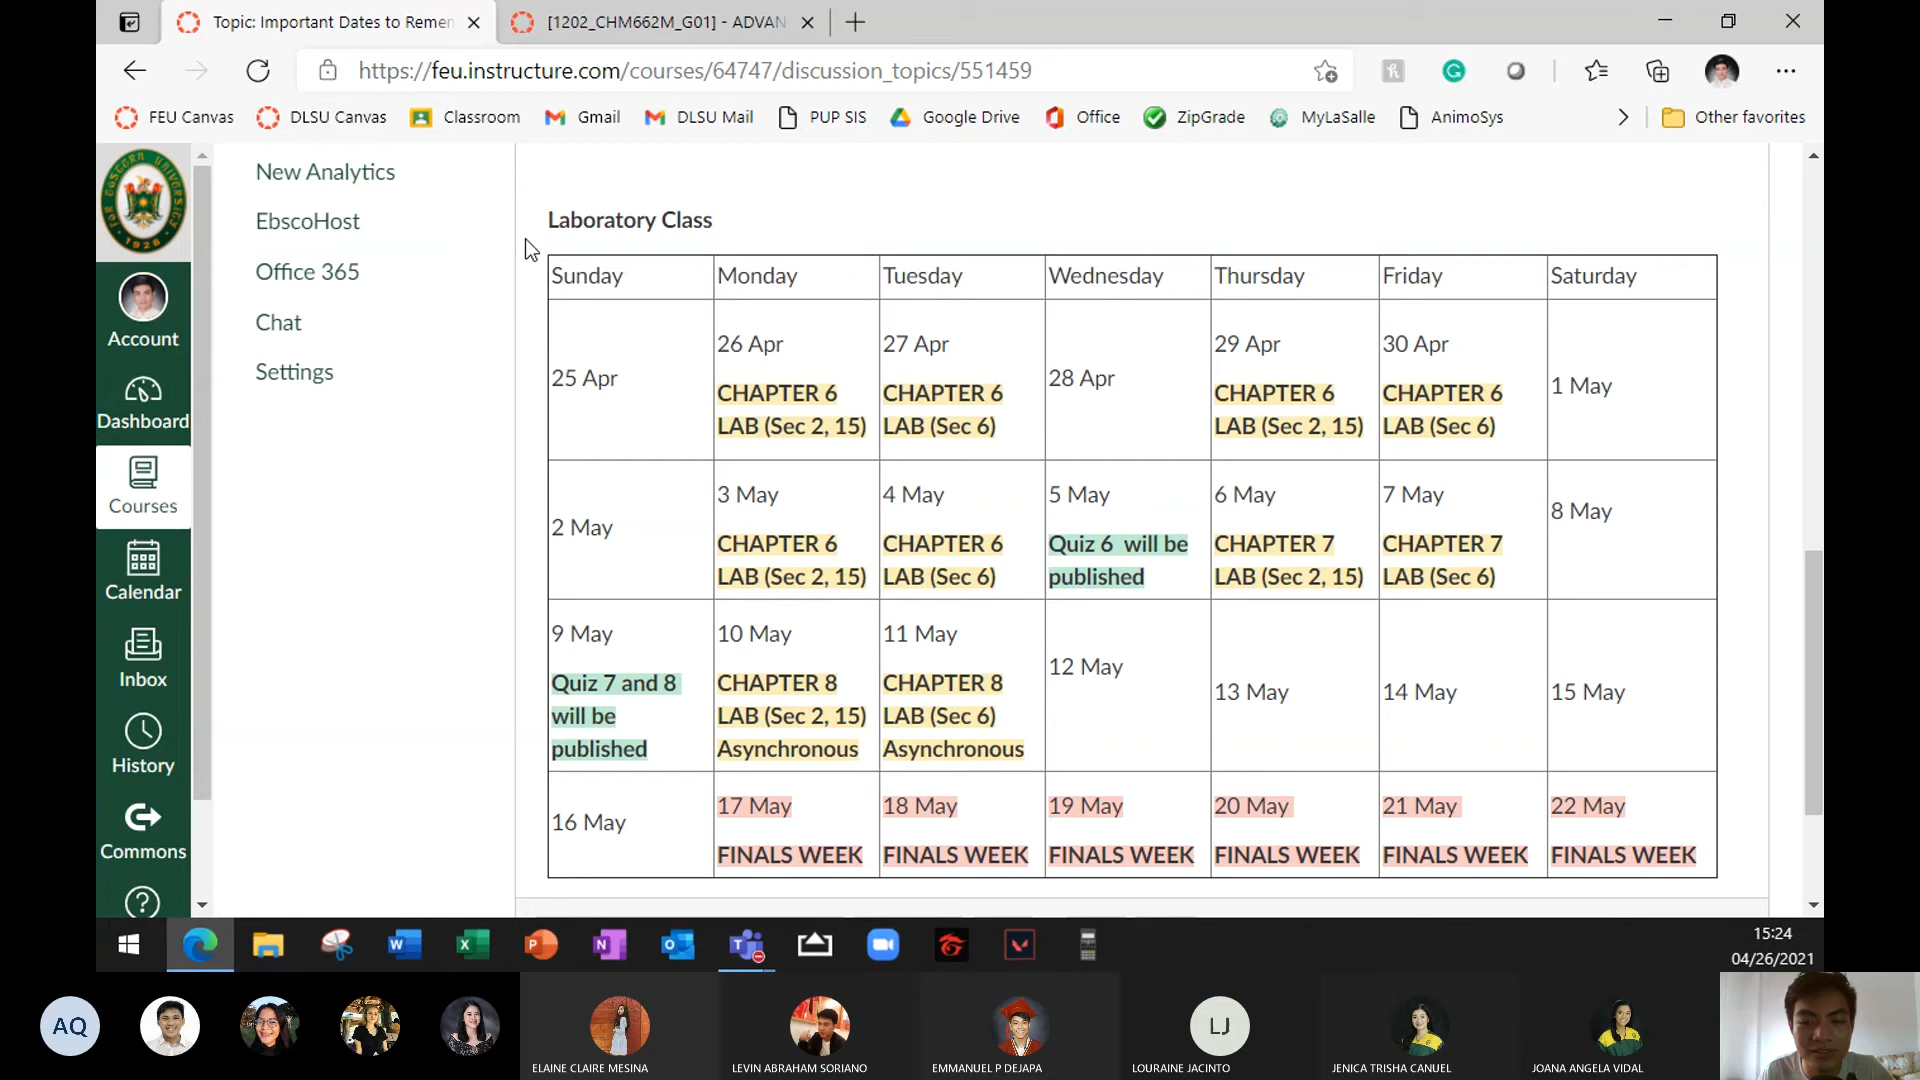 Topic: Important Dates to Remen
[1202_CHM662M_G01] - ADVAN
https://feu.instructure.com/courses/64747/discussion_topics/551459
FEU Canvas
DLSU Canvas
Classroom
Gmail
DLSU Mail
PUP SIS
Google Drive
Office
ZipGrade
MyLaSalle
AnimoSys
Other favorites
Account
Dashboard
Courses
Calendar
Inbox
History
Commons
New Analytics
EbscoHost
Office 365
Chat
Settings
Laboratory Class
Sunday Monday Tuesday Wednesday Thursday Friday Saturday
25 Apr
26 Apr
CHAPTER 6
LAB (Sec 2, 15)
27 Apr
CHAPTER 6
LAB (Sec 6)
28 Apr
29 Apr
CHAPTER 6
LAB (Sec 2, 15)
30 Apr
CHAPTER 6
LAB (Sec 6)
1 May
2 May
3 May
CHAPTER 6
LAB (Sec 2, 15)
4 May
CHAPTER 6
LAB (Sec 6)
5 May
Quiz 6 will be
published
6 May
CHAPTER 7
LAB (Sec 2, 15)
7 May
CHAPTER 7
LAB (Sec 6)
8 May
9 May
Quiz 7 and 8
will be
published
10 May
CHAPTER 8
LAB (Sec 2, 15)
Asynchronous
11 May
CHAPTER 8
LAB (Sec 6)
Asynchronous
12 May
13 May
14 May
15 May
16 May
17 May
FINALS WEEK
18 May
FINALS WEEK
19 May
FINALS WEEK
20 May
FINALS WEEK
21 May
FINALS WEEK
22 May
FINALS WEEK
15:24
04/26/2021
AQ
LJ
ELAINE CLAIRE MESINA
LEVIN ABRAHAM SORIANO
EMMANUEL P DEJAPA
LOURAINE JACINTO
JENICA TRISHA CANUEL
JOANA ANGELA VIDAL